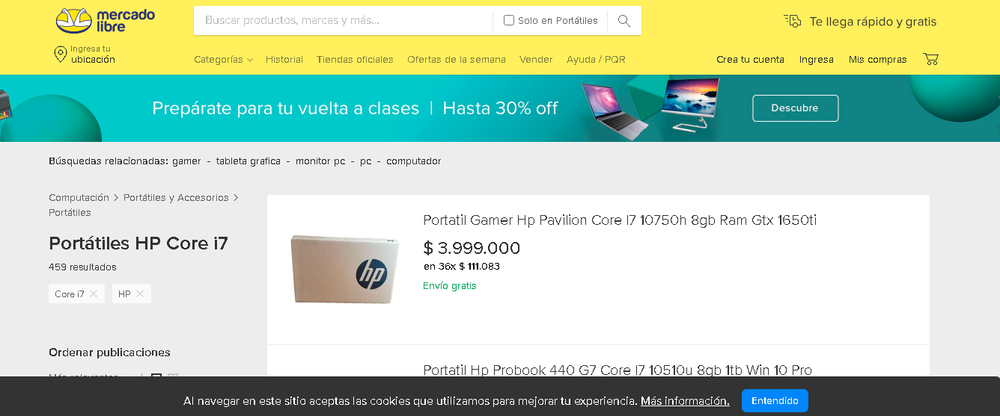 mercado
libre
Buscar productos, marcas y más...
Solo en Portátiles
Te llega rápido y gratis
Ingresa tu
ubicación
Categorías
Historial
Tiendas oficiales
Ofertas de la semana
Vender
Ayuda / PQR
Crea tu cuenta
Ingresa
Mis compras
Prepárate para tu vuelta a clases | Hasta 30% off
Descubre
Búsquedas relacionadas: gamer - tableta grafica - monitor pc - pc - computador
Computación > Portátiles y Accesorios >
Portátiles
Portátiles HP Core i7
459 resultados
Core i7
HP
Ordenar publicaciones
hp
Portatil Gamer Hp Pavilion Core I7 10750h 8gb Ram Gtx 1650ti
$ 3.999.000
en 36x $ 111.083
Envío gratis
Portatil Hp Probook 440 G7 Core I7 10510u 8gb 1tb Win 10 Pro
Al navegar en este sitio aceptas las cookies que utilizamos para mejorar tu experiencia. Más información.
Entendido